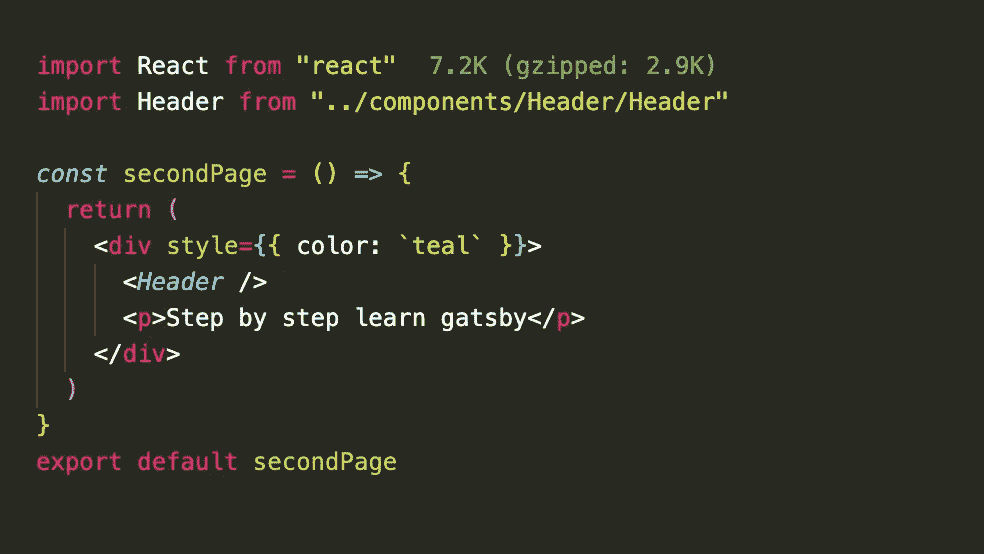 import React from "react" 7.2K (gzipped: 2.9K)
import Header from "../components/Header/Header"
const secondPage = () => {
return (
<div style={{ color: `teal` }}>
<Header />
<p>Step by step learn gatsby</p>
</div>
)
}
export default secondPage